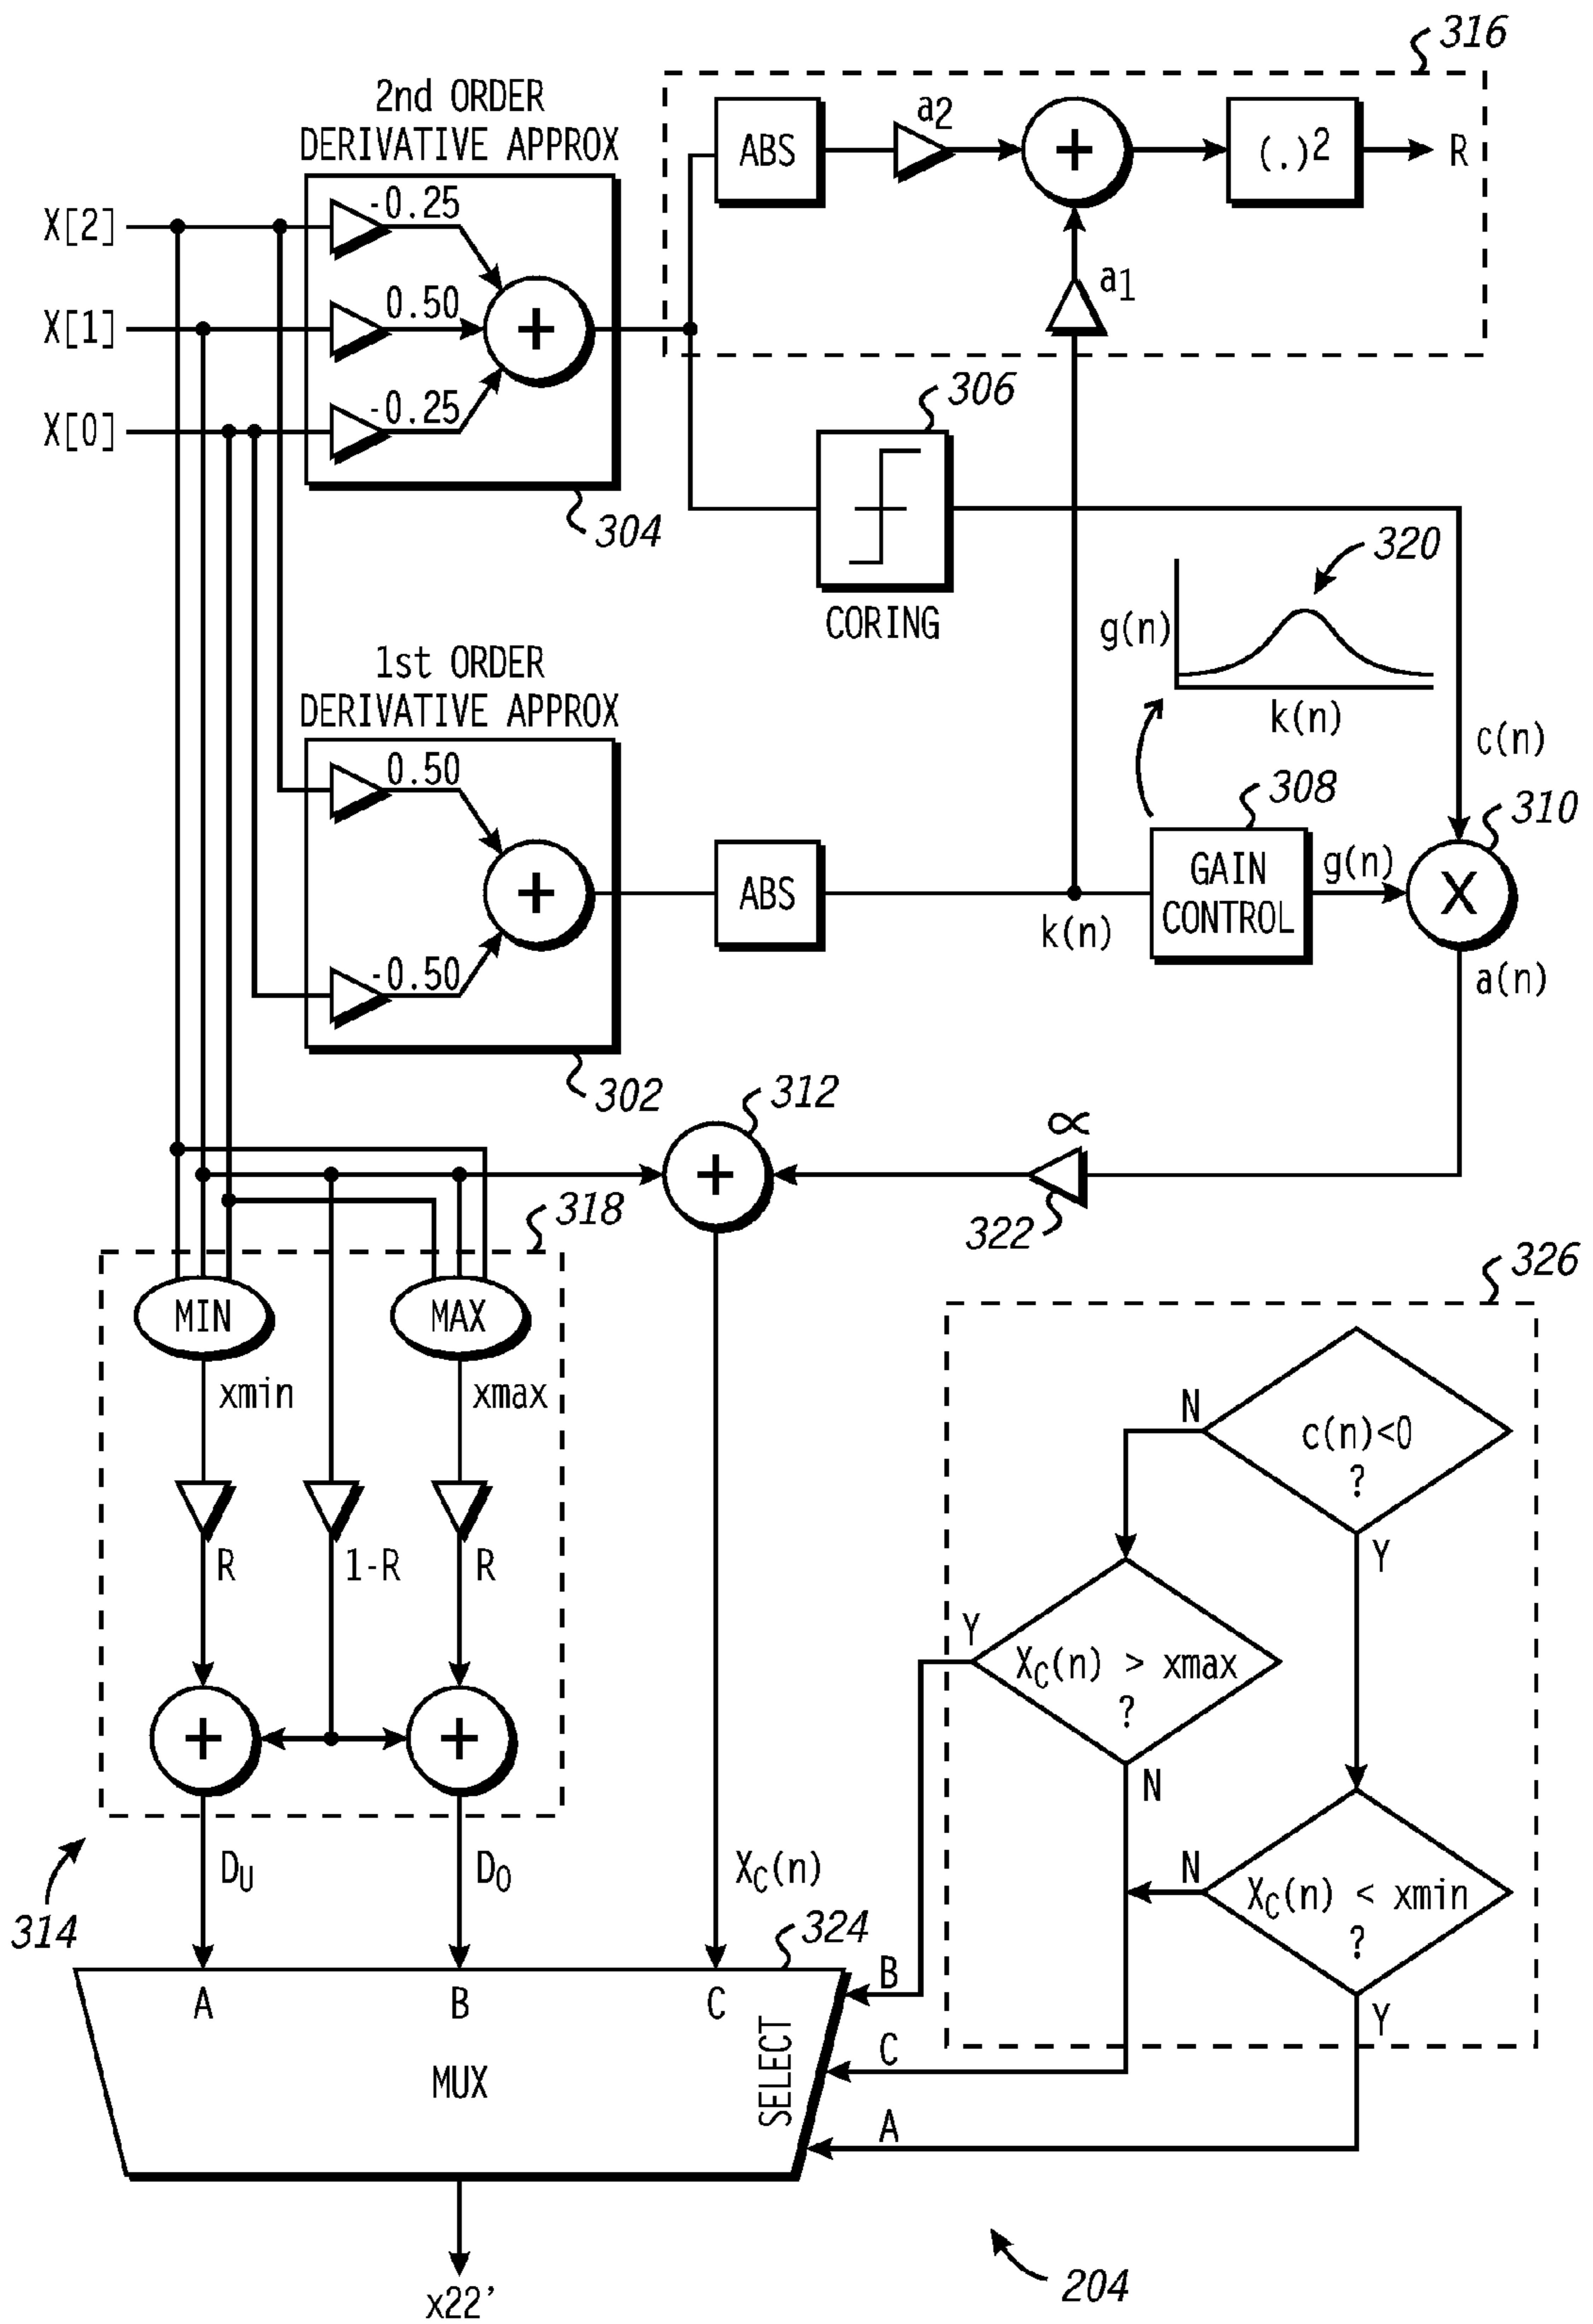 316
2nd ORDER
DERIVATIVE APPROX
ABS
a2
+
(.)2
R
X[2]
-0.25
X[1]
0.50
+
a1
X[0]
-0.25
304
306
CORING
320
g(n)
k(n)
c(n)
1st ORDER
DERIVATIVE APPROX
0.50
+
-0.50
302
ABS
k(n)
308
GAIN
CONTROL
g(n)
310
X
a(n)
312
+
∝
322
318
MIN
MAX
xmin
xmax
R
1-R
R
+
+
DU
DO
XC(n)
314
326
c(n)<0
?
N
Y
XC(n) > xmax
?
Y
N
XC(n) < xmin
?
N
Y
324
A
B
C
MUX
SELECT
B
C
A
x22'
204